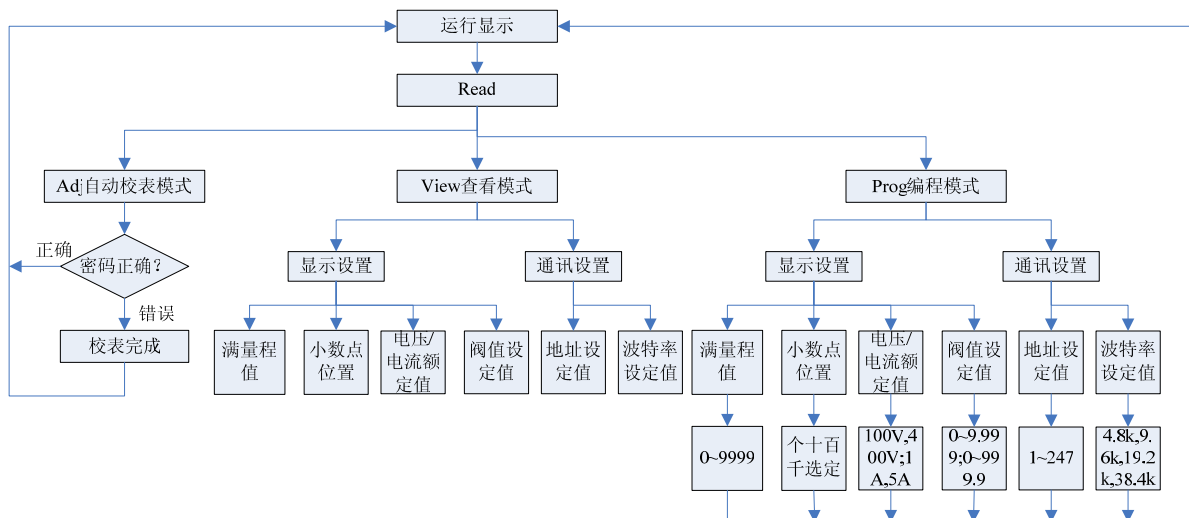 运行显示
Read
Adj自动校表模式
View查看模式
Prog编程模式
正确
密码正确？
错误
校表完成
显示设置
通讯设置
显示设置
通讯设置
满量程
值
小数点
位置
电压/
电流额
定值
阀值设
定值
地址设
定值
波特率
设定值
满量程
值
小数点
位置
电压/
电流额
定值
阀值设
定值
地址设
定值
波特率
设定值
0~9999
个十百
千选定
100V,4
00V;1
A,5A
0~9.99
9;0~99
9.9
1~247
4.8k,9.
6k,19.2
k,38.4k